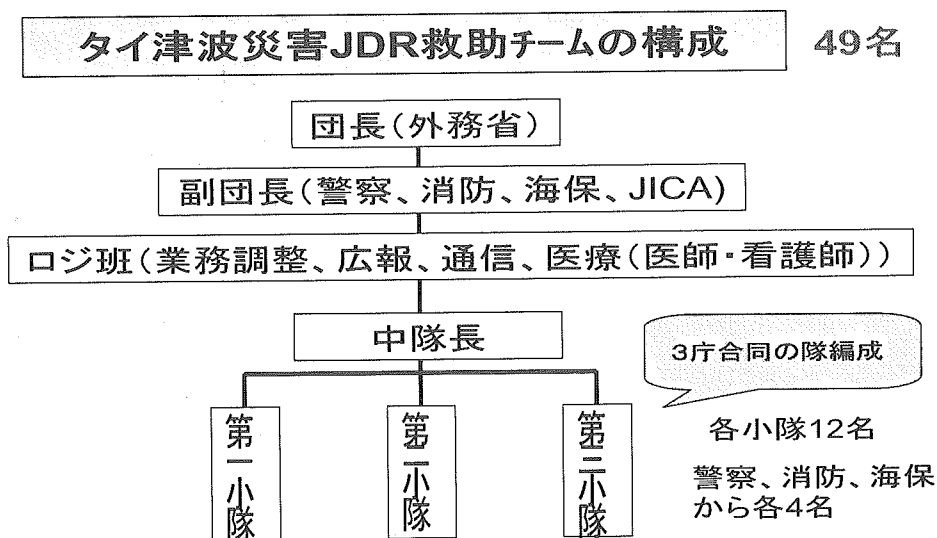 タイ津波災害JDR救助チームの構成
49名
団長(外務省)
副団長(警察、消防、海保、JICA)
ロジ班(業務調整、広報、通信、医療(医師・看護師))
中隊長
3庁合同の隊編成
第一小隊
第二小隊
第三小隊
各小隊12名
警察、消防、海保
から各4名